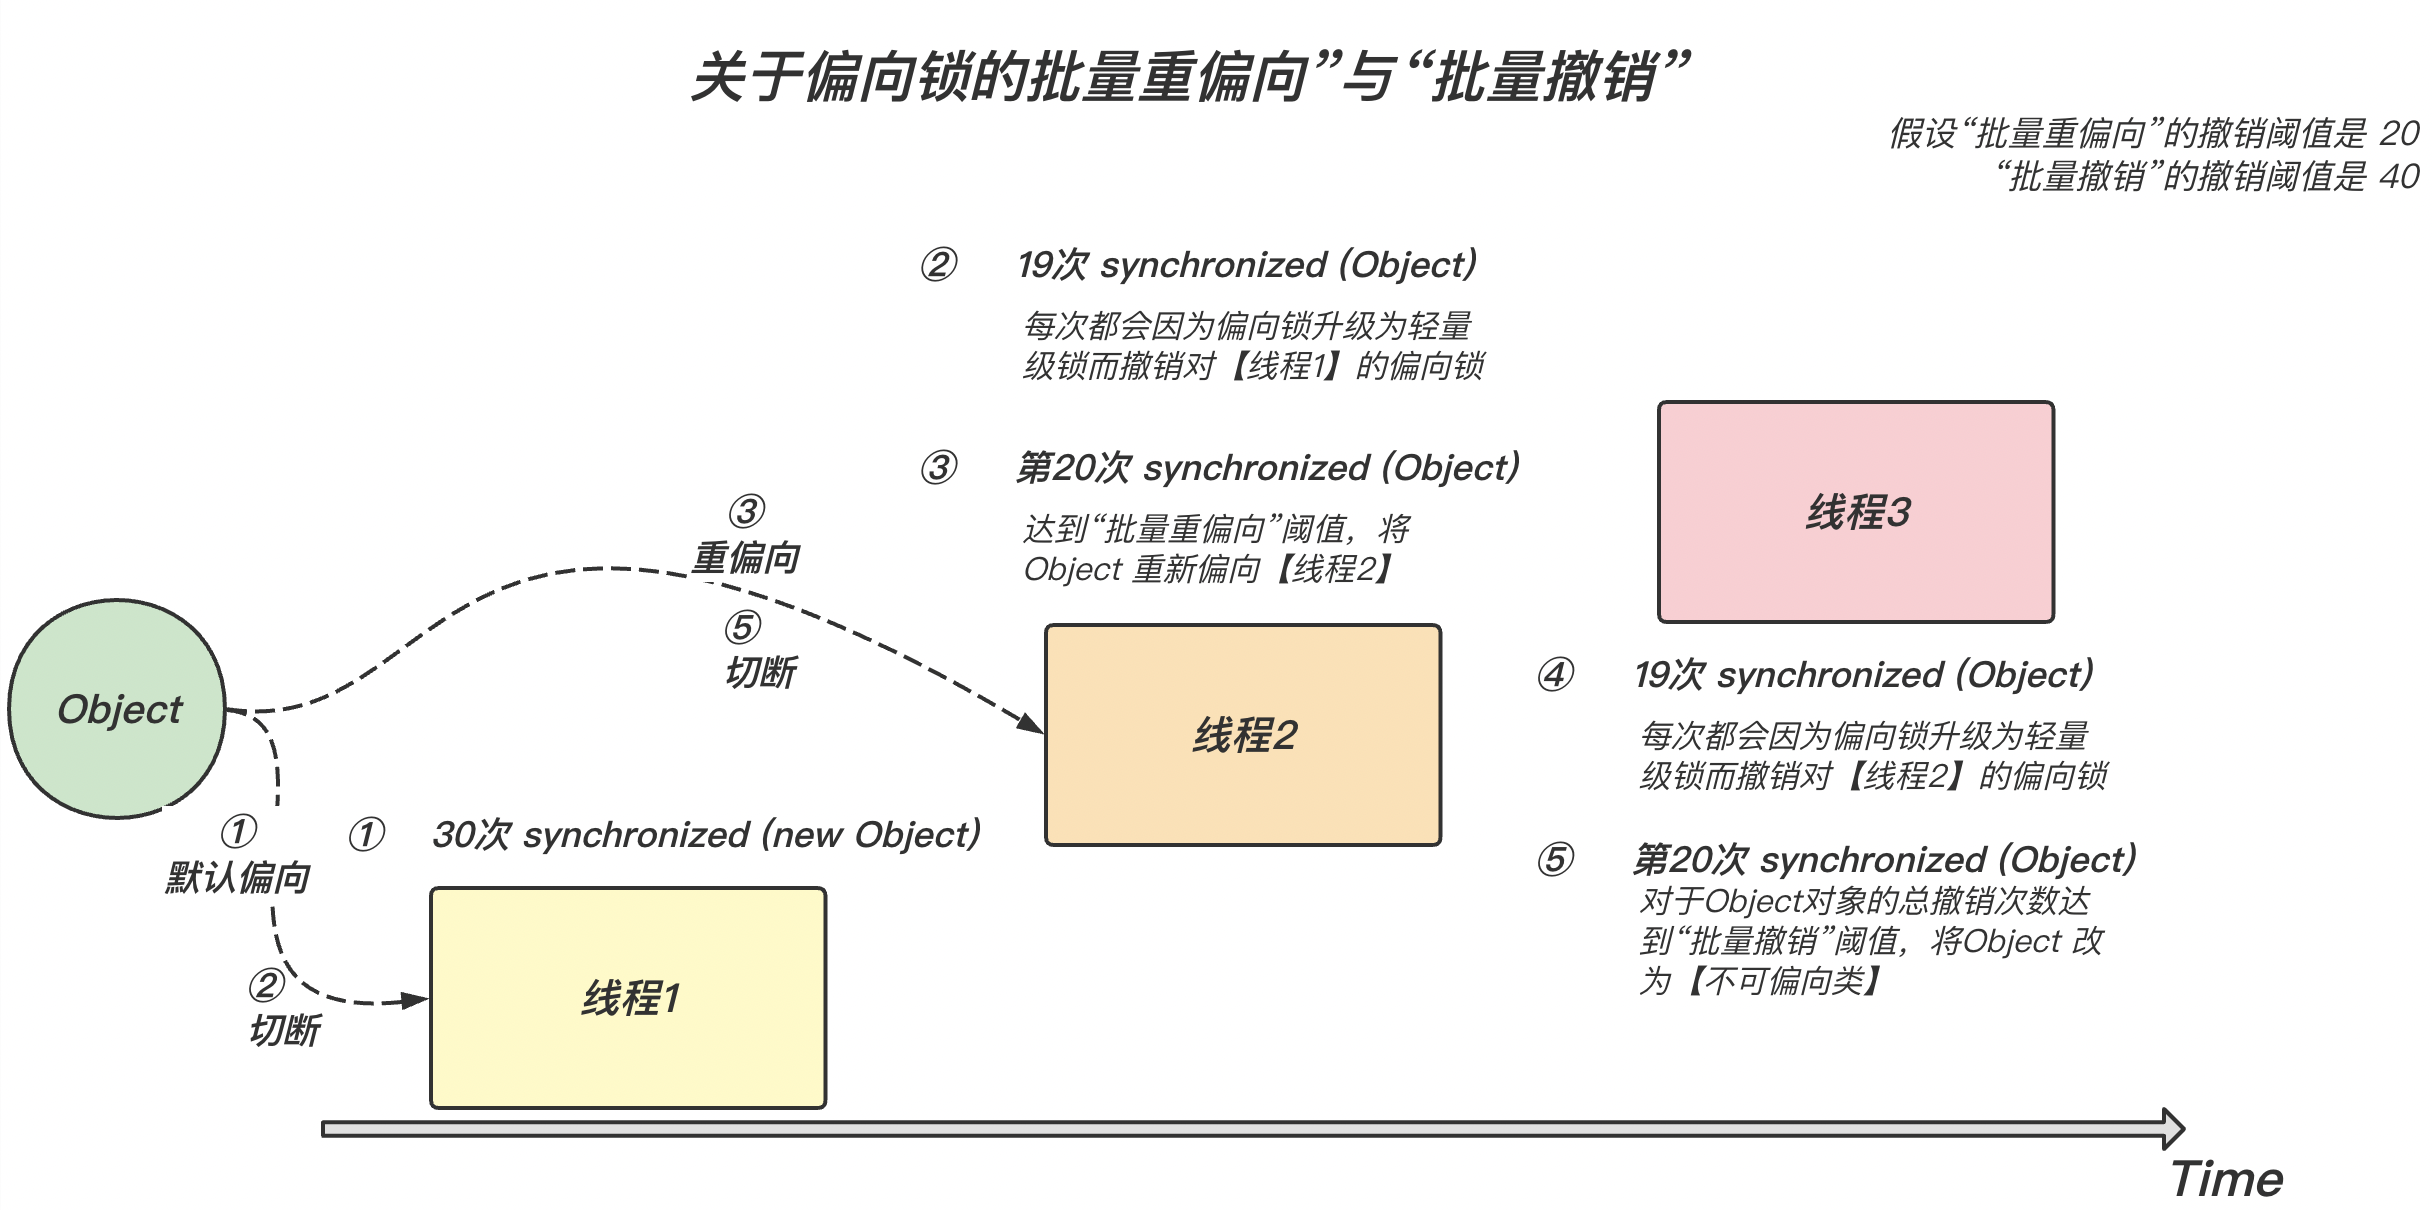 关于偏向锁的批量重偏向”与“批量撤销”
假设“批量重偏向”的撤销阈值是 20
“批量撤销”的撤销阈值是 40
② 19次 synchronized (Object)
每次都会因为偏向锁升级为轻量
级锁而撤销对【线程1】的偏向锁
③ 第20次 synchronized (Object)
达到“批量重偏向”阈值，将
Object 重新偏向【线程2】
线程3
③
重偏向
⑤
切断
Object
线程2
④ 19次 synchronized (Object)
每次都会因为偏向锁升级为轻量
级锁而撤销对【线程2】的偏向锁
⑤ 第20次 synchronized (Object)
对于Object对象的总撤销次数达
到“批量撤销”阈值，将Object 改
为【不可偏向类】
①
默认偏向
① 30次 synchronized (new Object)
②
切断
线程1
Time